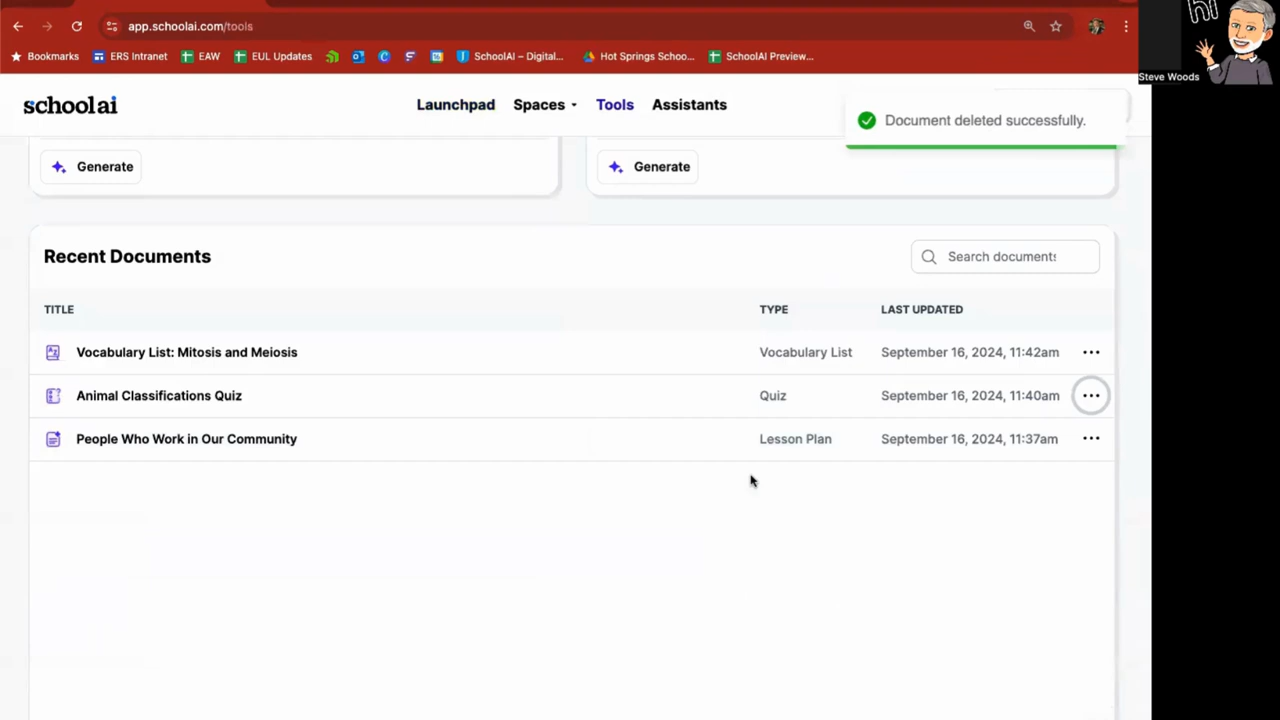 app.schoolai.com/tools
hi
Bookmarks ERS Intranet EAW EUL Updates SchoolAI – Digital... Hot Springs Schoo... SchoolAI Preview...
Steve Woods
schoolai Launchpad Spaces Tools Assistants
Document deleted successfully.
Generate Generate
Recent Documents Search documents
TITLE TYPE LAST UPDATED
Vocabulary List: Mitosis and Meiosis Vocabulary List September 16, 2024, 11:42am
Animal Classifications Quiz Quiz September 16, 2024, 11:40am
People Who Work in Our Community Lesson Plan September 16, 2024, 11:37am